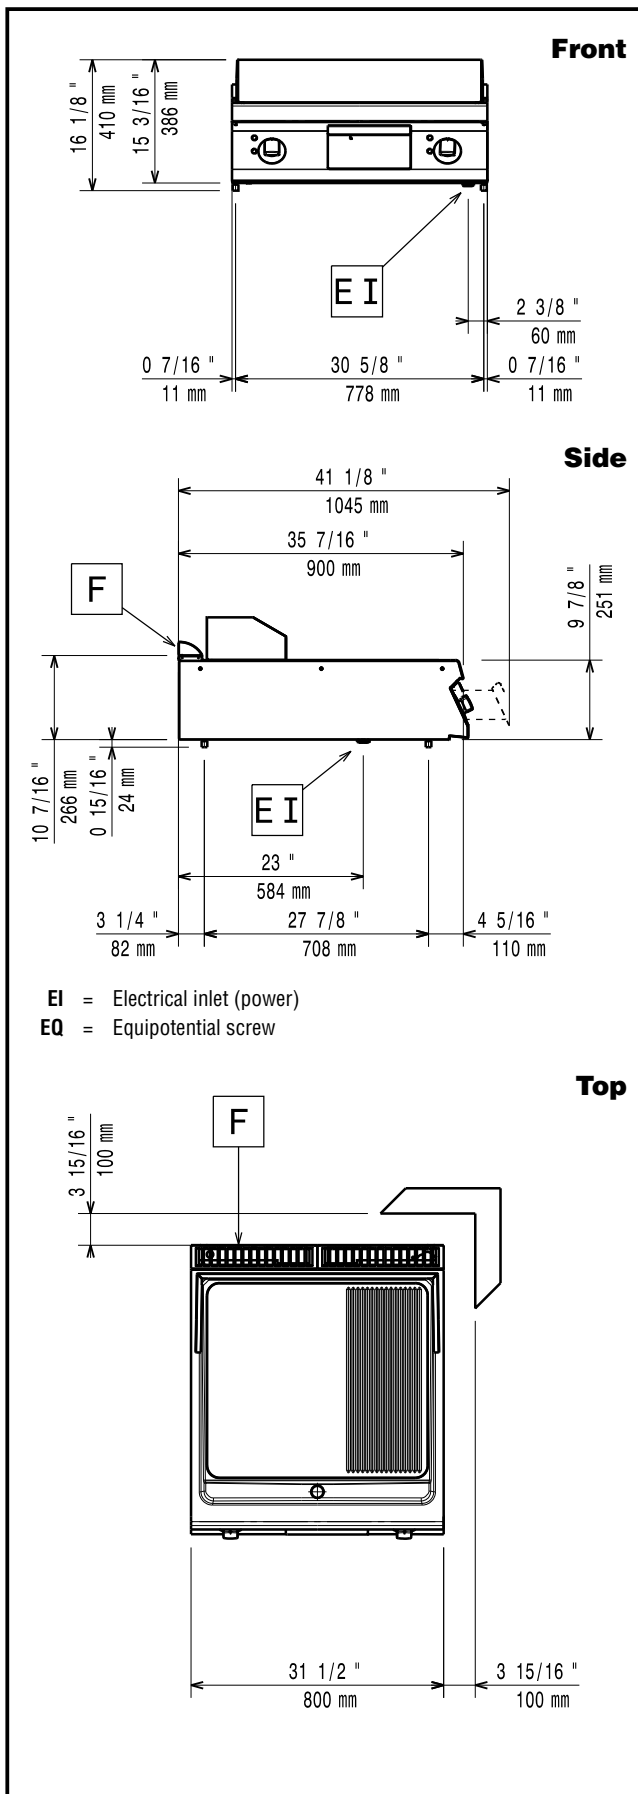 Front
16 1/8 "
410 mm
15 3/16 "
386 mm
EI
2 3/8 "
60 mm
0 7/16 "
11 mm
30 5/8 "
778 mm
0 7/16 "
11 mm
Side
41 1/8 "
1045 mm
35 7/16 "
900 mm
F
9 7/8 "
251 mm
10 7/16 "
266 mm
0 15/16 "
24 mm
EI
23 "
584 mm
3 1/4 "
82 mm
27 7/8 "
708 mm
4 5/16 "
110 mm
EI = Electrical inlet (power)
EQ = Equipotential screw
Top
3 15/16 "
100 mm
F
31 1/2 "
800 mm
3 15/16 "
100 mm